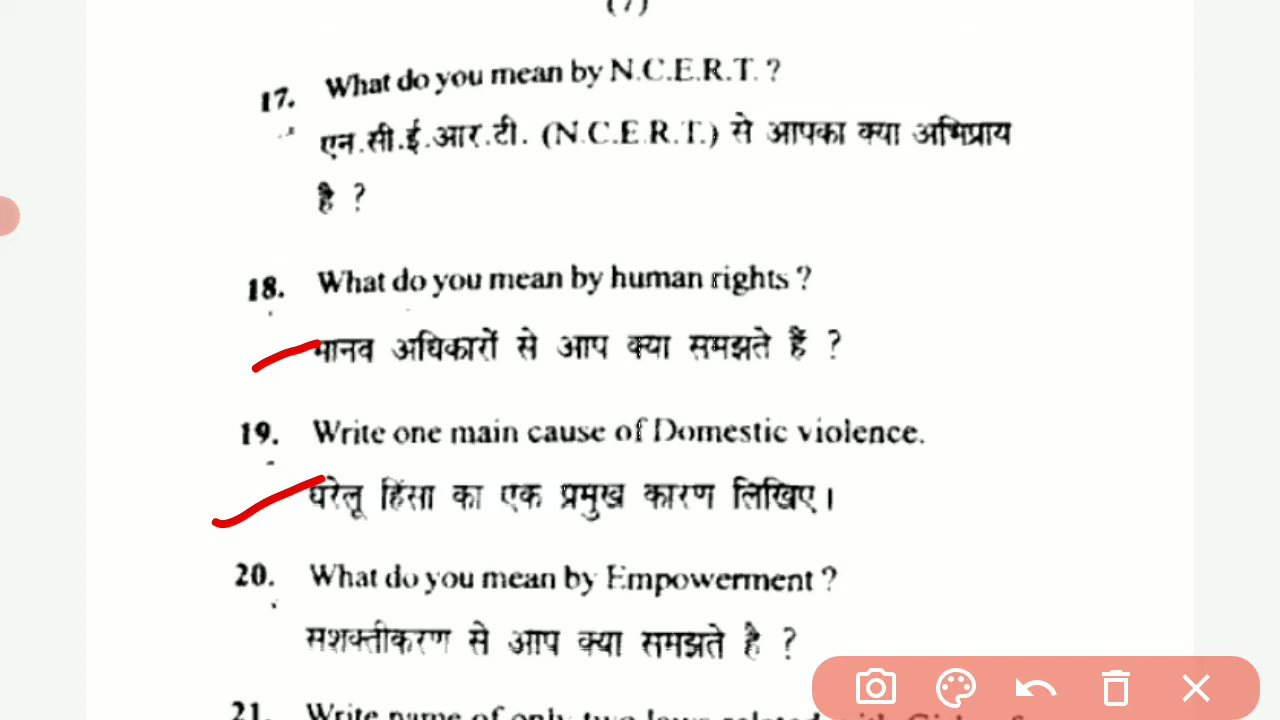 (7)
17. What do you mean by N.C.E.R.T. ?
एन.सी.ई.आर.टी. (N.C.E.R.T.) से आपका क्या अभिप्राय
है ?
18. What do you mean by human rights ?
मानव अधिकारों से आप क्या समझते हैं ?
19. Write one main cause of Domestic violence.
घरेलू हिंसा का एक प्रमुख कारण लिखिए।
20. What do you mean by Empowerment ?
सशक्तीकरण से आप क्या समझते है ?
21. Write name of only two laws related with